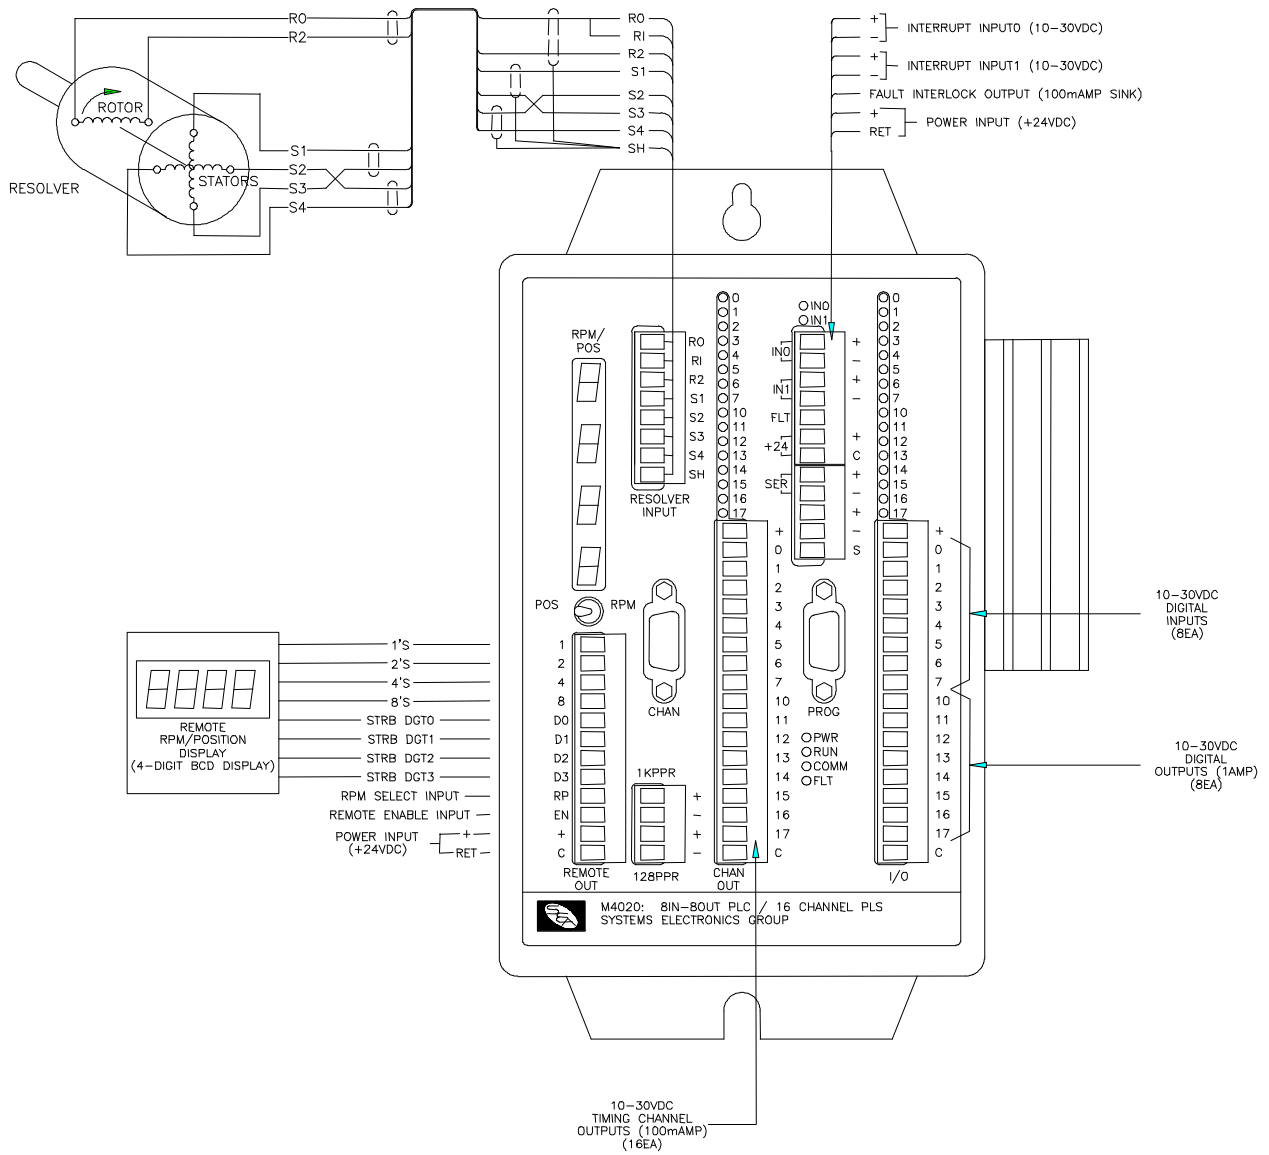 R0
R2
ROTOR
RESOLVER
STATORS
S1
S2
S3
S4
R0
R1
R2
S1
S2
S3
S4
SH
+
-
INTERRUPT INPUT0 (10-30VDC)
+
-
INTERRUPT INPUT1 (10-30VDC)
FAULT INTERLOCK OUTPUT (100mAMP SINK)
+
RET
POWER INPUT (+24VDC)
RPM/
POS
R0
R1
R2
S1
S2
S3
S4
SH
RESOLVER
INPUT
0
1
2
3
4
5
6
7
10
11
12
13
14
15
16
17
IN0
IN1
IN0
+
-
IN1
+
-
FLT
+24
+
C
SER
+
-
+
-
S
0
1
2
3
4
5
6
7
10
11
12
13
14
15
16
17
POS
RPM
CHAN
+
0
1
2
3
4
5
6
7
10
11
12
13
14
15
16
17
C
CHAN
OUT
PROG
PWR
RUN
COMM
FLT
+
0
1
2
3
4
5
6
7
10
11
12
13
14
15
16
17
C
I/O
10-30VDC
DIGITAL
INPUTS
(8EA)
10-30VDC
DIGITAL
OUTPUTS (1AMP)
(8EA)
REMOTE
RPM/POSITION
DISPLAY
(4-DIGIT BCD DISPLAY)
1'S
2'S
4'S
8'S
STRB DGT0
STRB DGT1
STRB DGT2
STRB DGT3
RPM SELECT INPUT
REMOTE ENABLE INPUT
POWER INPUT
(+24VDC)
+
RET
1
2
4
8
D0
D1
D2
D3
RP
EN
+
C
REMOTE
OUT
1KPPR
+
-
+
-
128PPR
M4020: 8IN-8OUT PLC / 16 CHANNEL PLS
SYSTEMS ELECTRONICS GROUP
10-30VDC
TIMING CHANNEL
OUTPUTS (100mAMP)
(16EA)